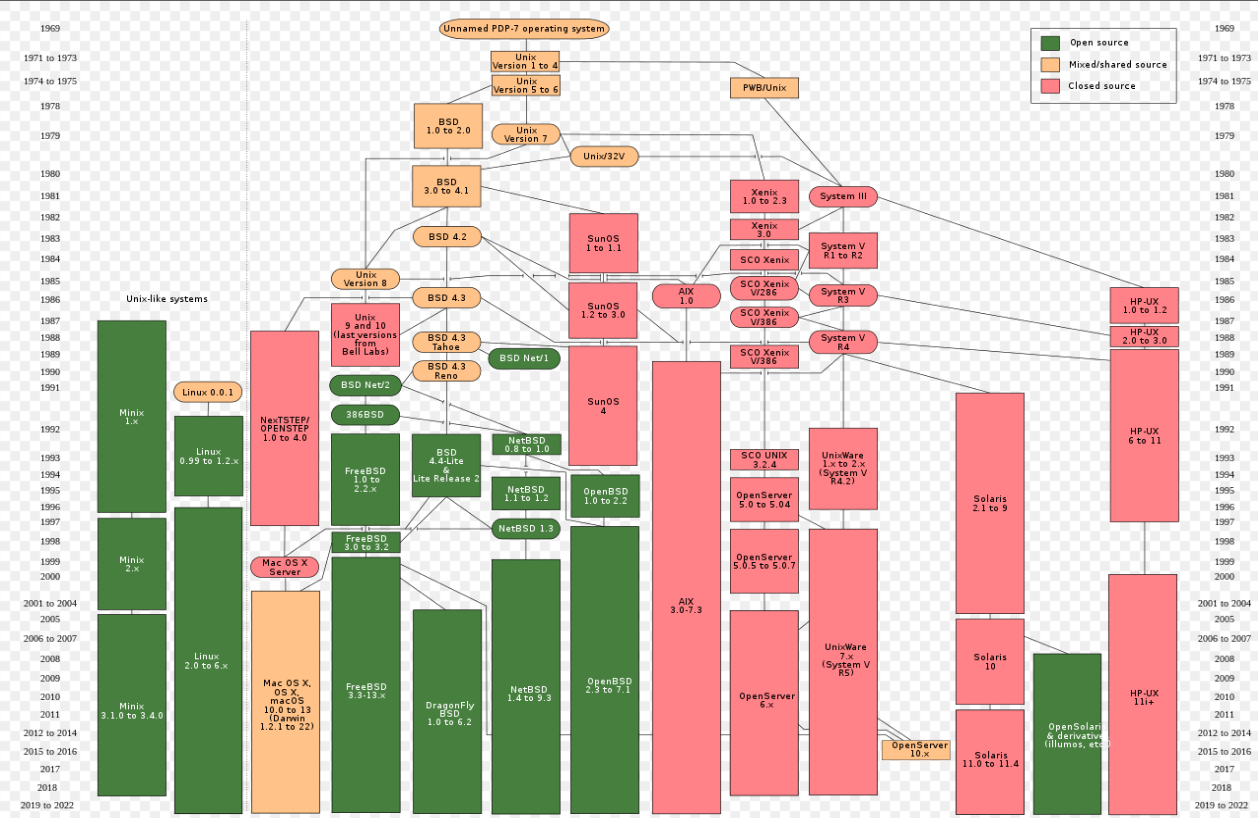 1969
1971 to 1973
1974 to 1975
1978
1979
1980
1981
1982
1983
1984
1985
1986
1987
1988
1989
1990
1991
1992
1993
1994
1995
1996
1997
1998
1999
2000
2001 to 2004
2005
2006 to 2007
2008
2009
2010
2011
2012 to 2014
2015 to 2016
2017
2018
2019 to 2022
Unix-like systems
Minix
1.x
Minix
2.x
Minix
3.1.0 to 3.4.0
Linux 0.0.1
Linux
0.99 to 1.2.x
Linux
2.0 to 6.x
NexTSTEP/
OPENSTEP
1.0 to 4.0
Mac OS X
Server
Mac OS X,
OS X,
macOS
10.0 to 13
(Darwin
1.2.1 to 22)
Unix
Version 8
Unix
9 and 10
(last versions
from
Bell Labs)
BSD Net/2
386BSD
FreeBSD
1.0 to
2.2.x
FreeBSD
3.0 to 3.2
FreeBSD
3.3-13.x
Unnamed PDP-7 operating system
Unix
Version 1 to 4
Unix
Version 5 to 6
BSD
1.0 to 2.0
Unix
Version 7
Unix/32V
BSD
3.0 to 4.1
BSD 4.2
BSD 4.3
BSD 4.3
Tahoe
BSD 4.3
Reno
BSD Net/1
BSD
4.4-Lite
&
Lite Release 2
DragonFly
BSD
1.0 to 6.2
NetBSD
0.8 to 1.0
NetBSD
1.1 to 1.2
NetBSD 1.3
NetBSD
1.4 to 9.3
SunOS
1 to 1.1
SunOS
1.2 to 3.0
SunOS
4
OpenBSD
1.0 to 2.2
OpenBSD
2.3 to 7.1
AIX
1.0
AIX
3.0-7.3
PWB/Unix
Xenix
1.0 to 2.3
Xenix
3.0
SCO Xenix
SCO Xenix
V/286
SCO Xenix
V/386
SCO Xenix
V/386
SCO UNIX
3.2.4
OpenServer
5.0 to 5.04
OpenServer
5.0.5 to 5.0.7
OpenServer
6.x
System III
System V
R1 to R2
System V
R3
System V
R4
UnixWare
1.x to 2.x
(System V
R4.2)
UnixWare
7.x
(System V
R5)
OpenServer
10.x
Solaris
2.1 to 9
Solaris
10
Solaris
11.0 to 11.4
OpenSolaris
& derivatives
(illumos, etc.)
HP-UX
1.0 to 1.2
HP-UX
2.0 to 3.0
HP-UX
6 to 11
HP-UX
11i+
Open source
Mixed/shared source
Closed source
1969
1971 to 1973
1974 to 1975
1978
1979
1980
1981
1982
1983
1984
1985
1986
1987
1988
1989
1990
1991
1992
1993
1994
1995
1996
1997
1998
1999
2000
2001 to 2004
2005
2006 to 2007
2008
2009
2010
2011
2012 to 2014
2015 to 2016
2017
2018
2019 to 2022